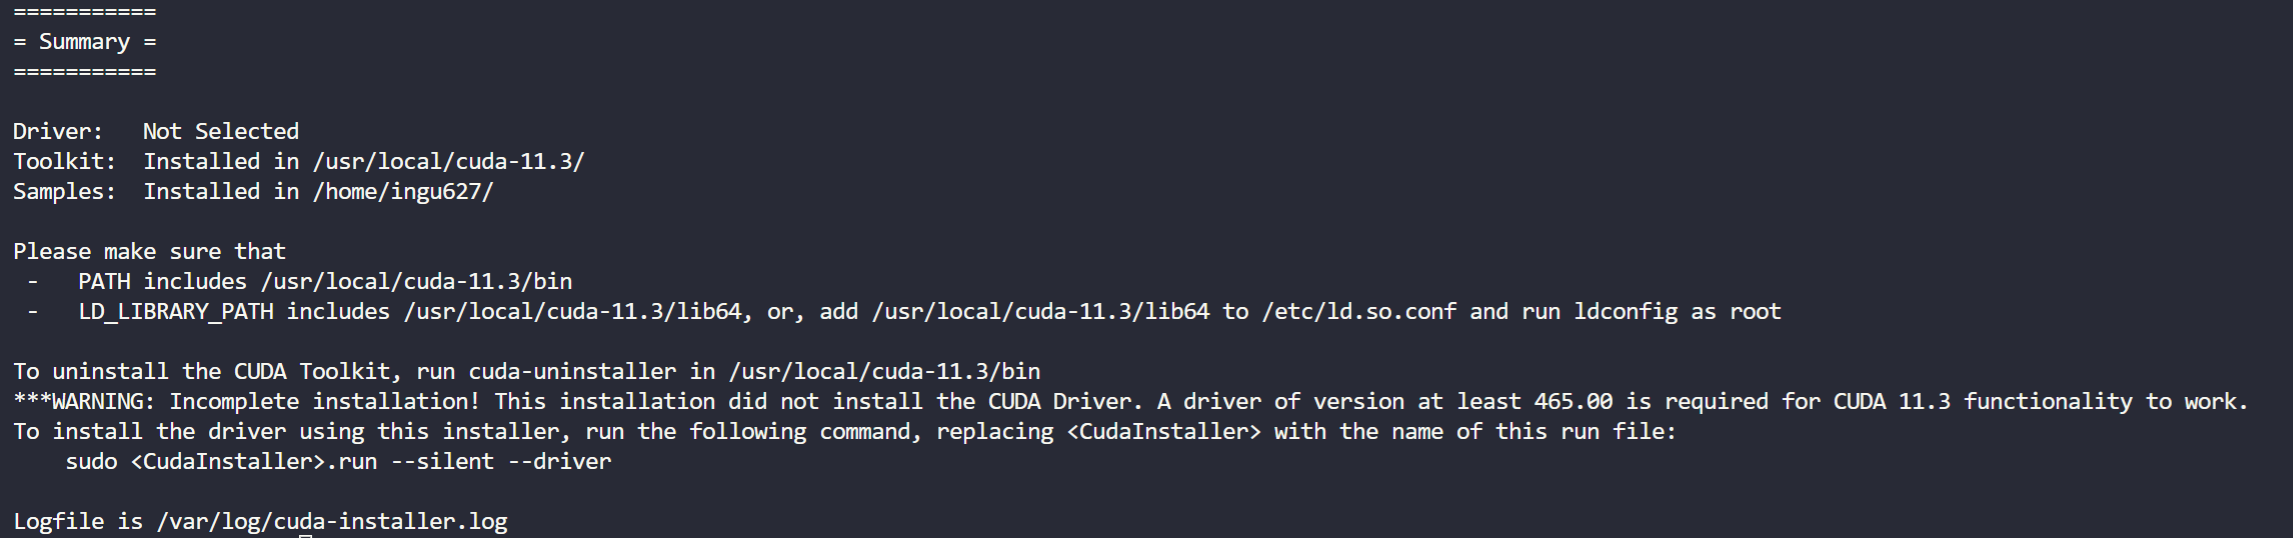 ===========
= Summary =
===========

Driver:   Not Selected
Toolkit:  Installed in /usr/local/cuda-11.3/
Samples:  Installed in /home/ingu627/

Please make sure that
 -   PATH includes /usr/local/cuda-11.3/bin
 -   LD_LIBRARY_PATH includes /usr/local/cuda-11.3/lib64, or, add /usr/local/cuda-11.3/lib64 to /etc/ld.so.conf and run ldconfig as root

To uninstall the CUDA Toolkit, run cuda-uninstaller in /usr/local/cuda-11.3/bin
***WARNING: Incomplete installation! This installation did not install the CUDA Driver. A driver of version at least 465.00 is required for CUDA 11.3 functionality to work.
To install the driver using this installer, run the following command, replacing <CudaInstaller> with the name of this run file:
    sudo <CudaInstaller>.run --silent --driver

Logfile is /var/log/cuda-installer.log